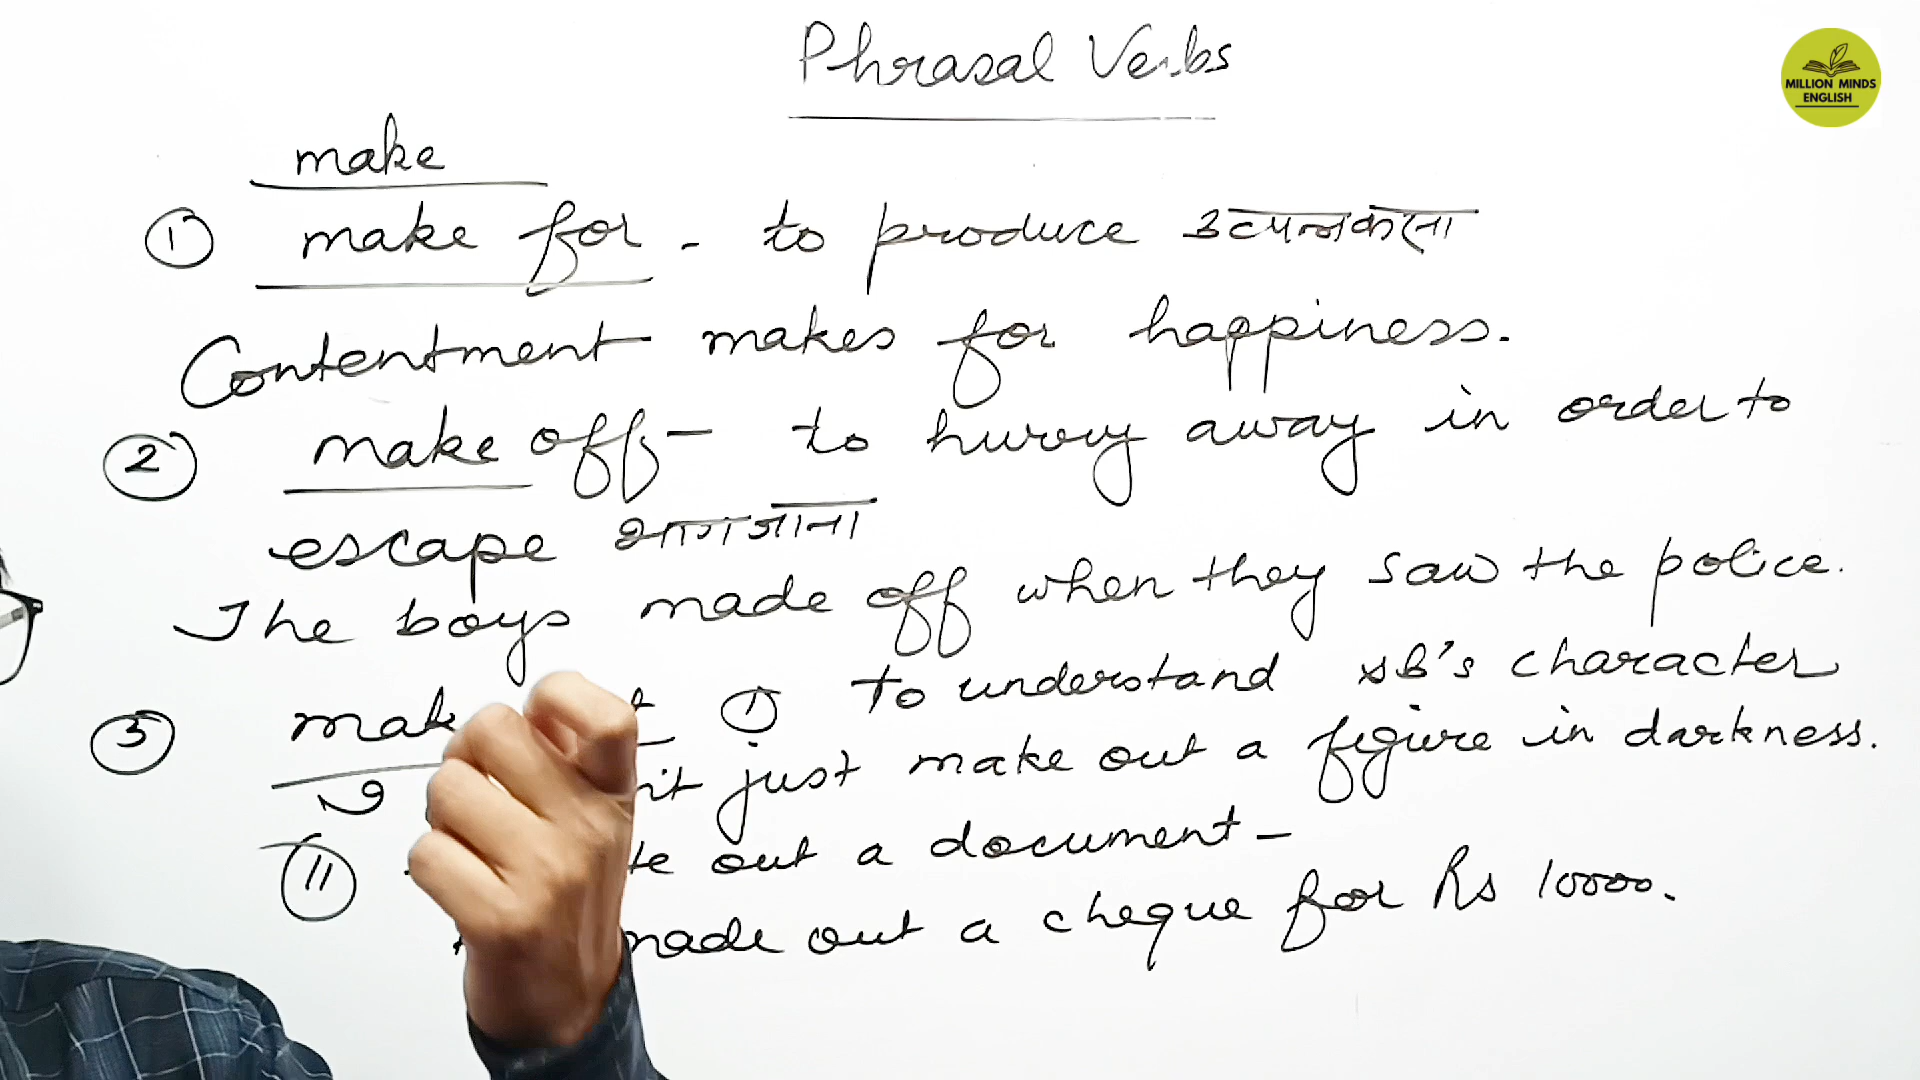 Phrasal Verbs
MILLION MINDS
ENGLISH
make
① make for - to produce उत्पन्न करना
Contentment makes for happiness.
② make off - to hurry away in order to
escape भाग जाना
The boys made off when they saw the police.
③ ① to understand sb's character
just make out a figure in darkness.
⑪ out a document -
made out a cheque for Rs 10000.